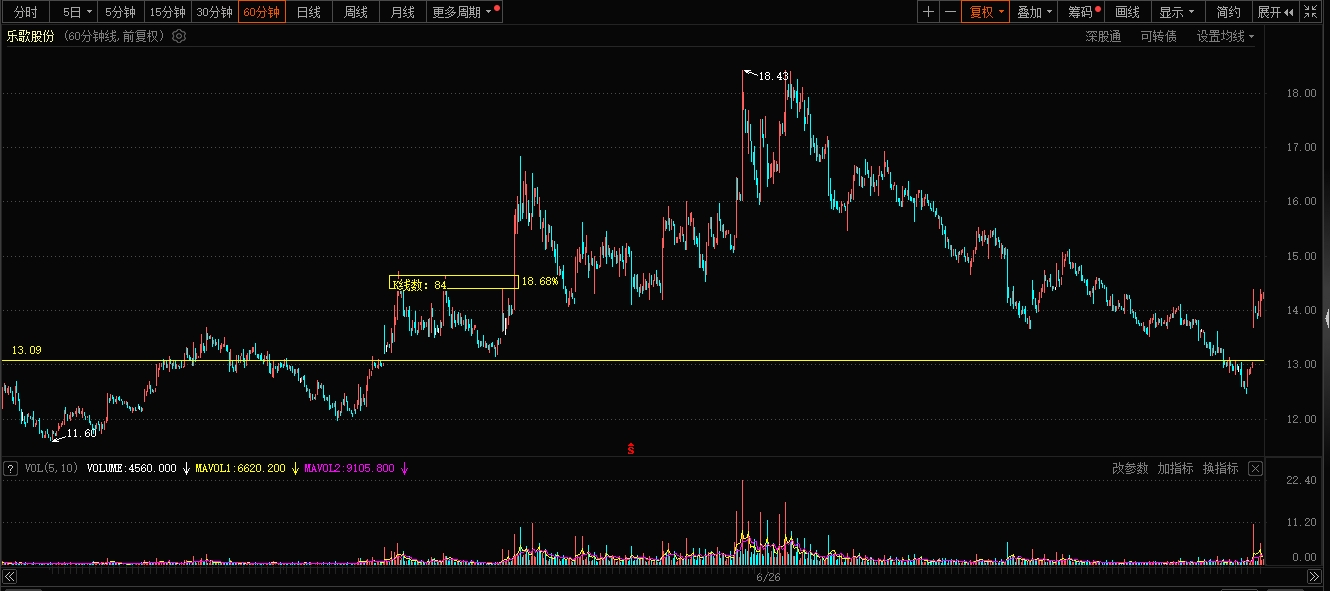 分时 5日 5分钟 15分钟 30分钟 60分钟 日线 周线 月线 更多周期 复权 叠加 筹码 画线 显示 简约 展开
乐歌股份 (60分钟线,前复权) 深股通 可转债 设置均线
18.43
18.00
17.00
16.00
15.00
K线数: 84 18.68%
14.00
13.09
13.00
12.00
11.60
S
? VOL(5,10) VOLUME:4560.000 ↓ MAVOL1:6620.200 ↓ MAVOL2:9105.800 ↓ 改参数 加指标 换指标
22.40
11.20
0.00
6/26